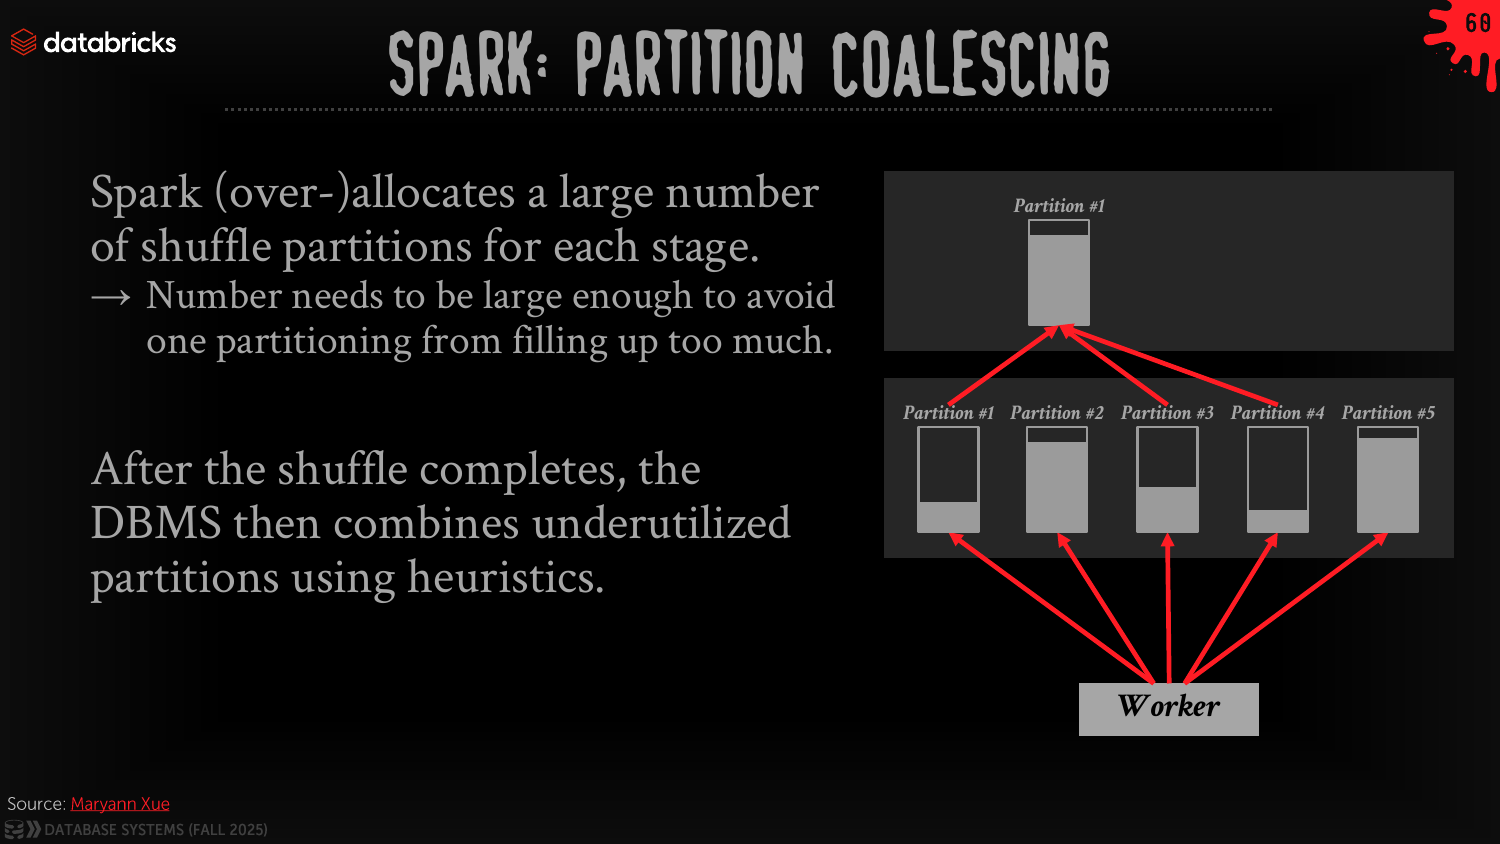 databricks
SPARK: PARTITION COALESCING
60
Spark (over-)allocates a large number
of shuffle partitions for each stage.
→ Number needs to be large enough to avoid
one partitioning from filling up too much.
After the shuffle completes, the
DBMS then combines underutilized
partitions using heuristics.
Partition #1
Partition #1 Partition #2 Partition #3 Partition #4 Partition #5
Worker
Source: Maryann Xue
DATABASE SYSTEMS (FALL 2025)